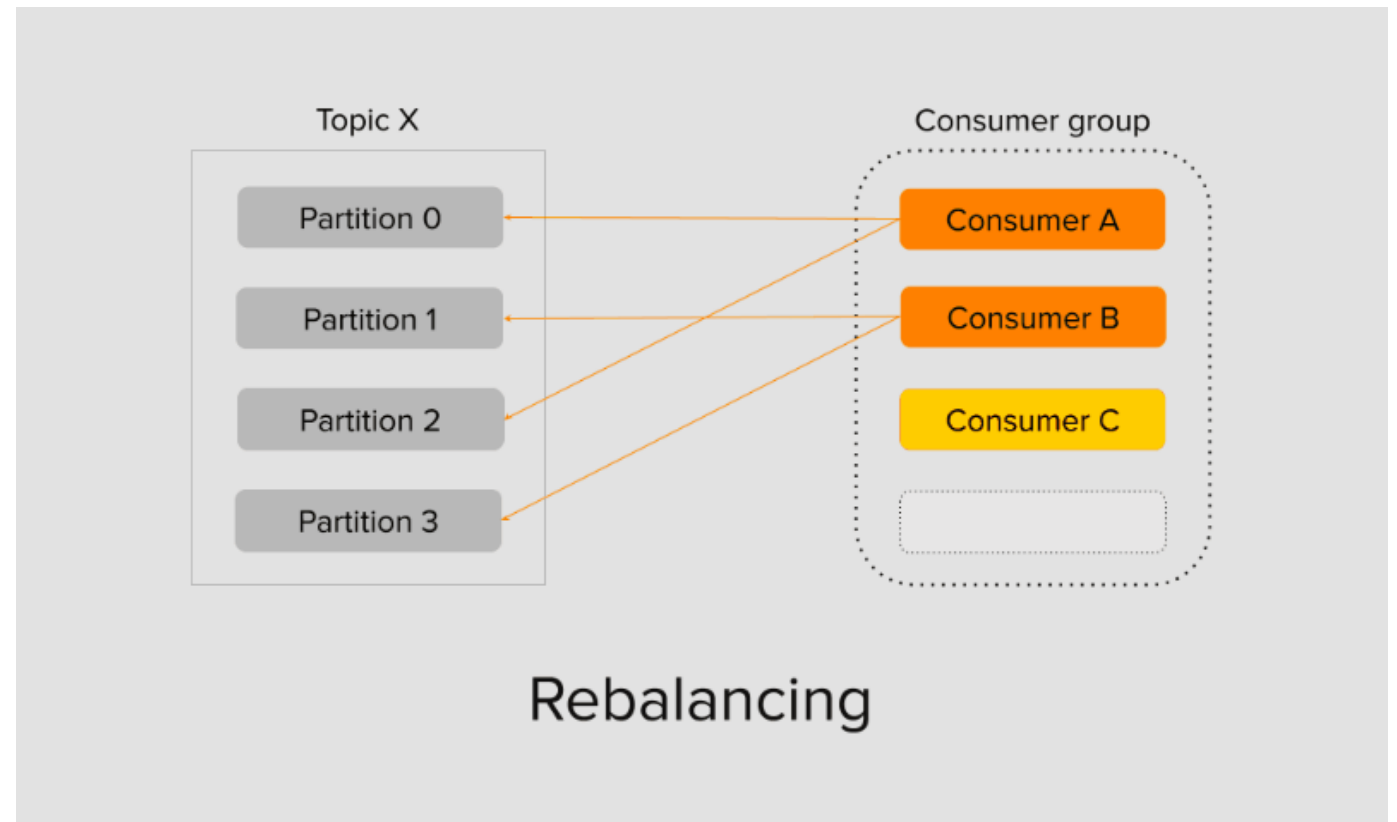 Topic X
Consumer group
Partition 0
Consumer A
Partition 1
Consumer B
Partition 2
Consumer C
Partition 3
Rebalancing